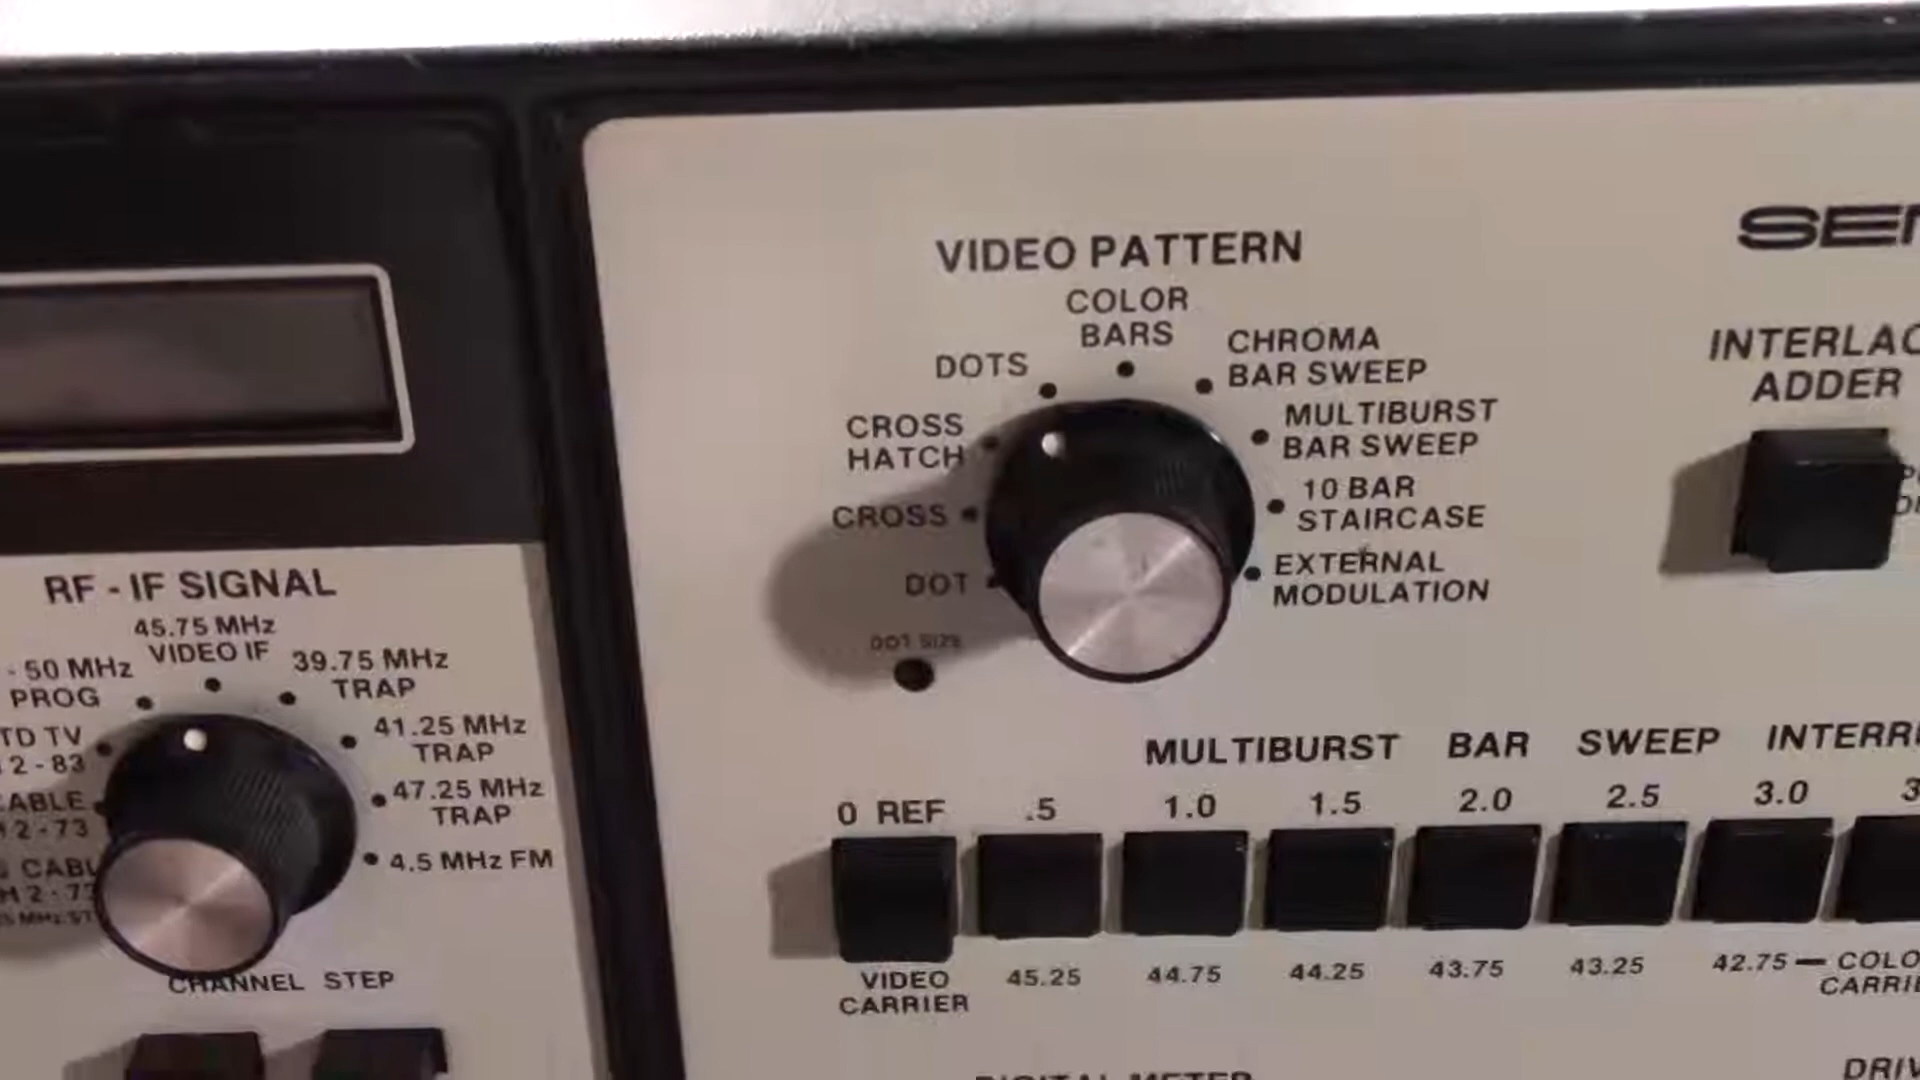 VIDEO PATTERN
COLOR
BARS
DOTS
CHROMA
BAR SWEEP
CROSS
HATCH
MULTIBURST
BAR SWEEP
CROSS
10 BAR
STAIRCASE
DOT
EXTERNAL
MODULATION
DOT SIZE
INTERLAC
ADDER
RF - IF SIGNAL
45.75 MHz
VIDEO IF
- 50 MHz
PROG
39.75 MHz
TRAP
TD TV
2 - 83
41.25 MHz
TRAP
CABLE
2 - 73
47.25 MHz
TRAP
4.5 MHz FM
CHANNEL STEP
MULTIBURST BAR SWEEP INTERR
0 REF .5 1.0 1.5 2.0 2.5 3.0
VIDEO
CARRIER
45.25 44.75 44.25 43.75 43.25 42.75 — COLO
CARRIE
DIGITAL METER
DRIV